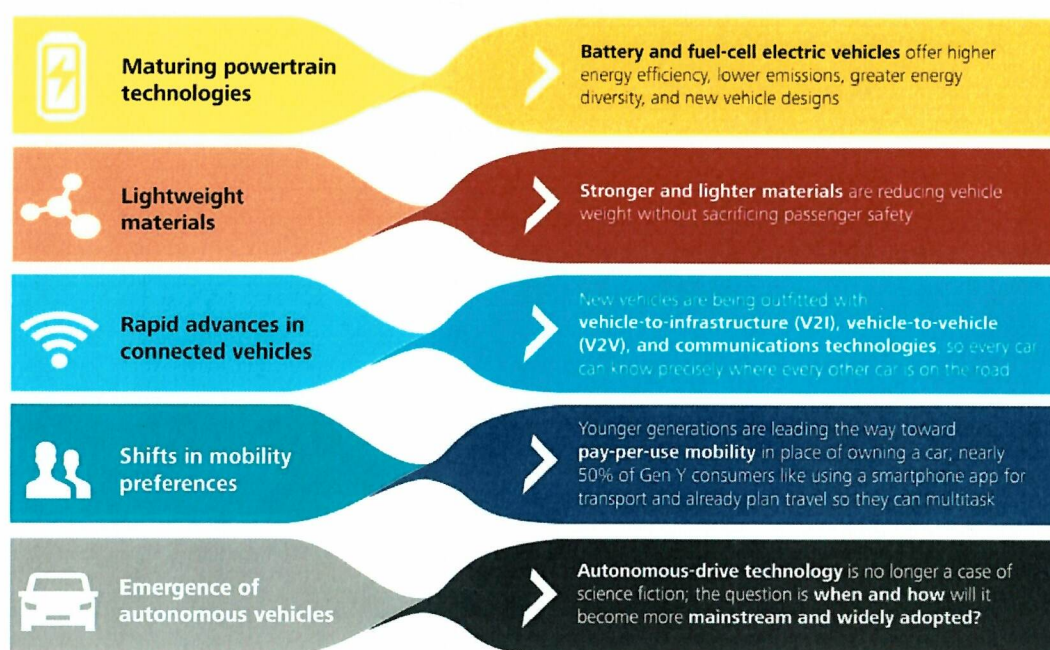 Maturing powertrain
technologies
Battery and fuel-cell electric vehicles offer higher
energy efficiency, lower emissions, greater energy
diversity, and new vehicle designs
Lightweight
materials
Stronger and lighter materials are reducing vehicle
weight without sacrificing passenger safety
Rapid advances in
connected vehicles
New vehicles are being outfitted with
vehicle-to-infrastructure (V2I), vehicle-to-vehicle
(V2V), and communications technologies, so every car
can know precisely where every other car is on the road
Shifts in mobility
preferences
Younger generations are leading the way toward
pay-per-use mobility in place of owning a car; nearly
50% of Gen Y consumers like using a smartphone app for
transport and already plan travel so they can multitask
Emergence of
autonomous vehicles
Autonomous-drive technology is no longer a case of
science fiction; the question is when and how will it
become more mainstream and widely adopted?